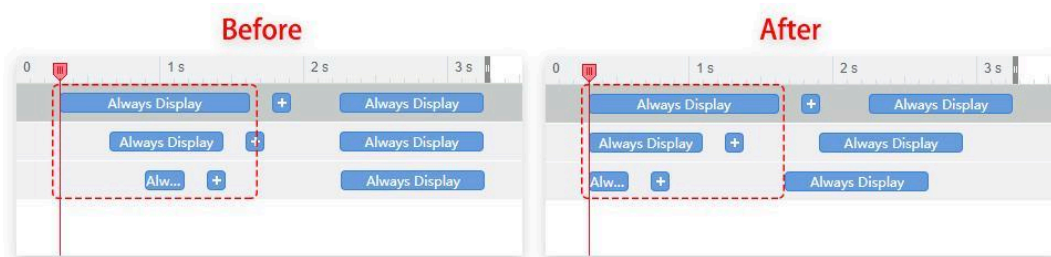 Before After
0 1 s 2 s 3 s 0 1 s 2 s 3 s
Always Display + Always Display Always Display + Always Display
Always Display + Always Display Always Display + Always Display
Alw... + Always Display Alw... + Always Display